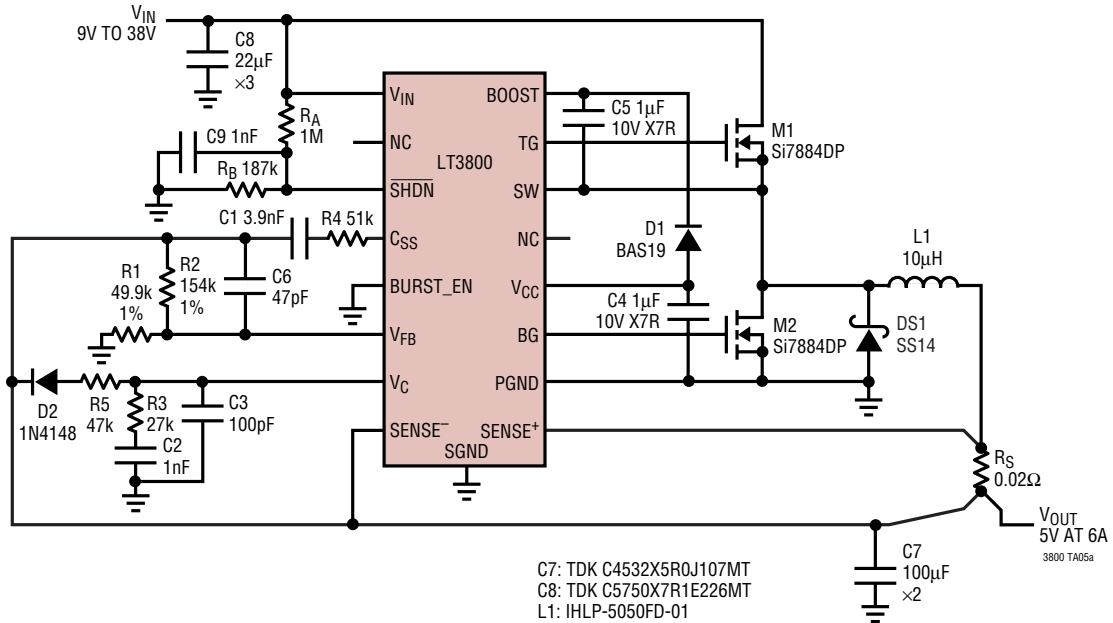 VIN
9V TO 38V
C8
22µF
×3
RA
1M
C9 1nF
RB 187k
C1 3.9nF
R4 51k
R1
49.9k
1%
R2
154k
1%
C6
47pF
D2
1N4148
R5
47k
R3
27k
C2
1nF
C3
100pF
VIN
NC
SHDN
CSS
BURST_EN
VFB
VC
SENSE–
SGND
LT3800
BOOST
TG
SW
NC
VCC
BG
PGND
SENSE+
C5 1µF
10V X7R
D1
BAS19
C4 1µF
10V X7R
M1
Si7884DP
M2
Si7884DP
L1
10µH
DS1
SS14
RS
0.02Ω
VOUT
5V AT 6A
3800 TA05a
C7
100µF
×2
C7: TDK C4532X5R0J107MT
C8: TDK C5750X7R1E226MT
L1: IHLP-5050FD-01